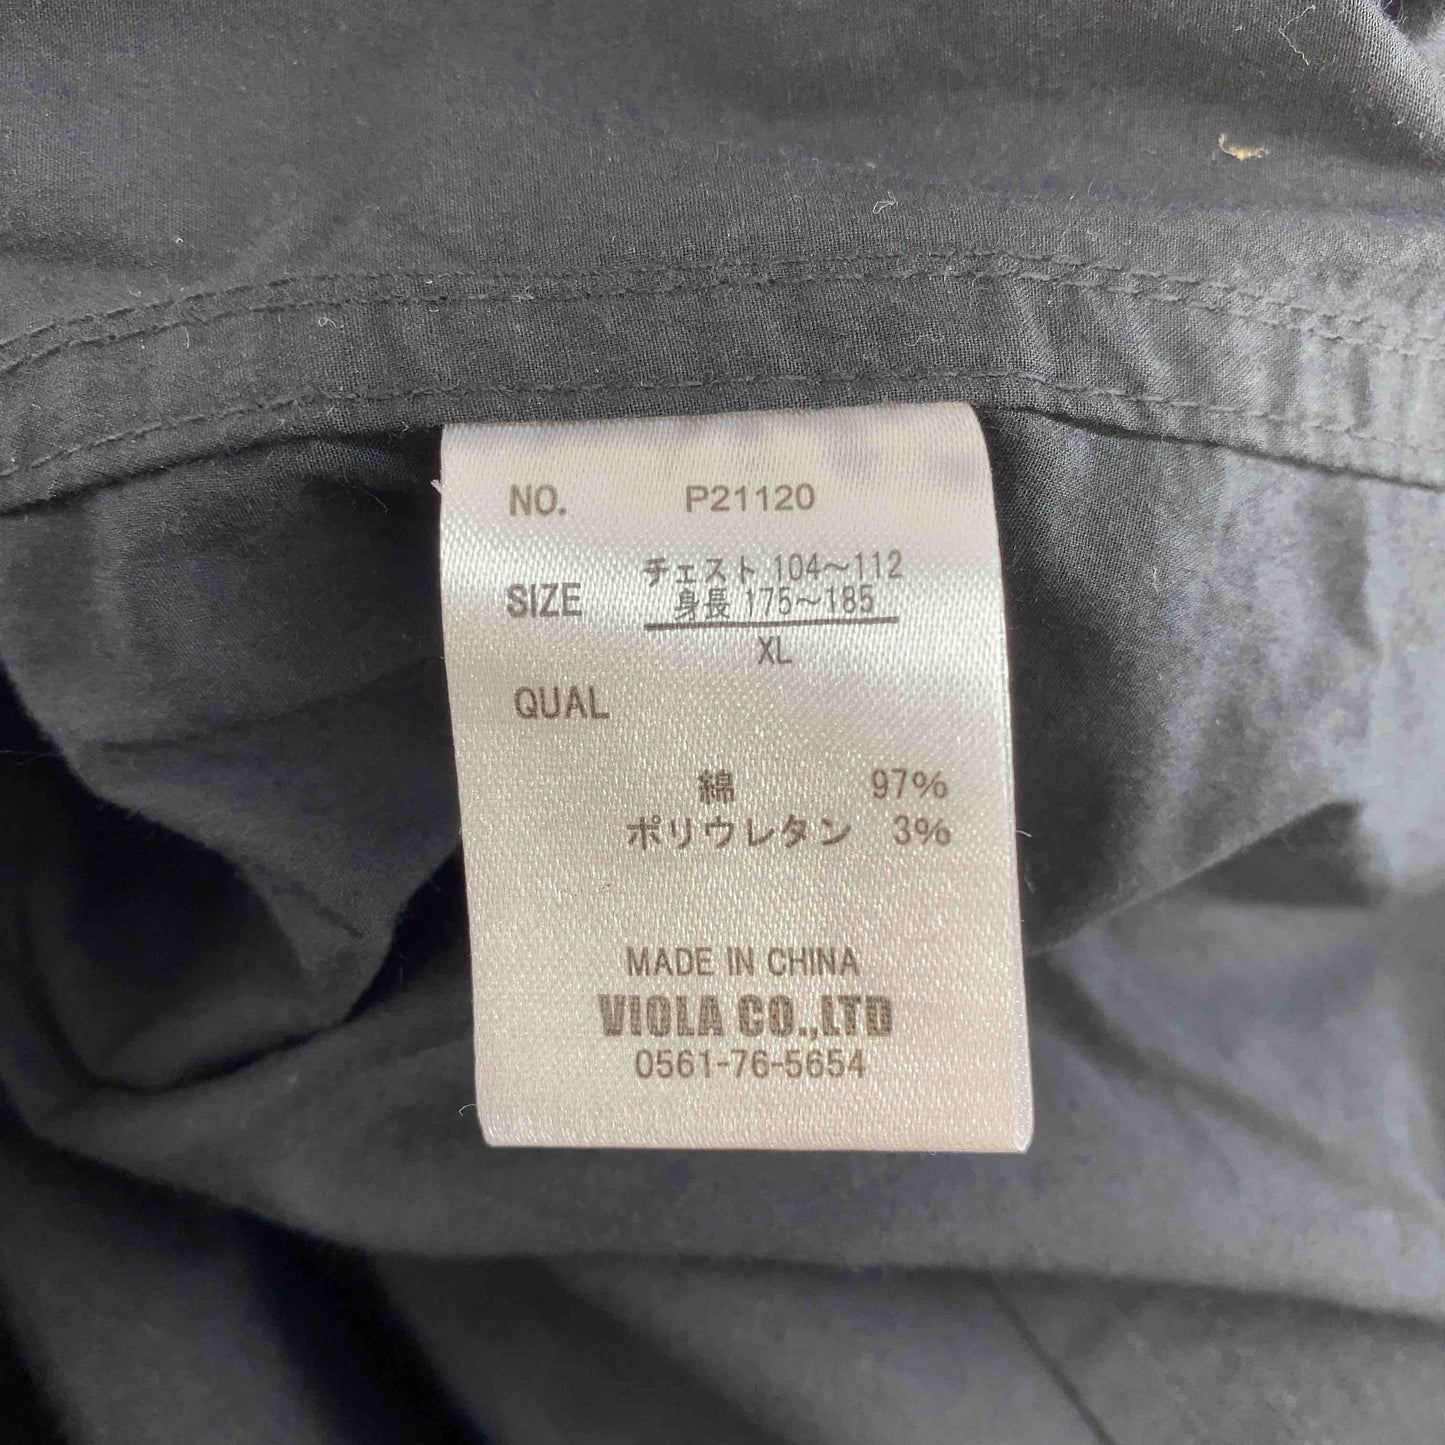 NO. P21120
SIZE チェスト 104～112
身長 175～185
XL
QUAL
綿 97%
ポリウレタン 3%
MADE IN CHINA
VIOLA CO.,LTD
0561-76-5654